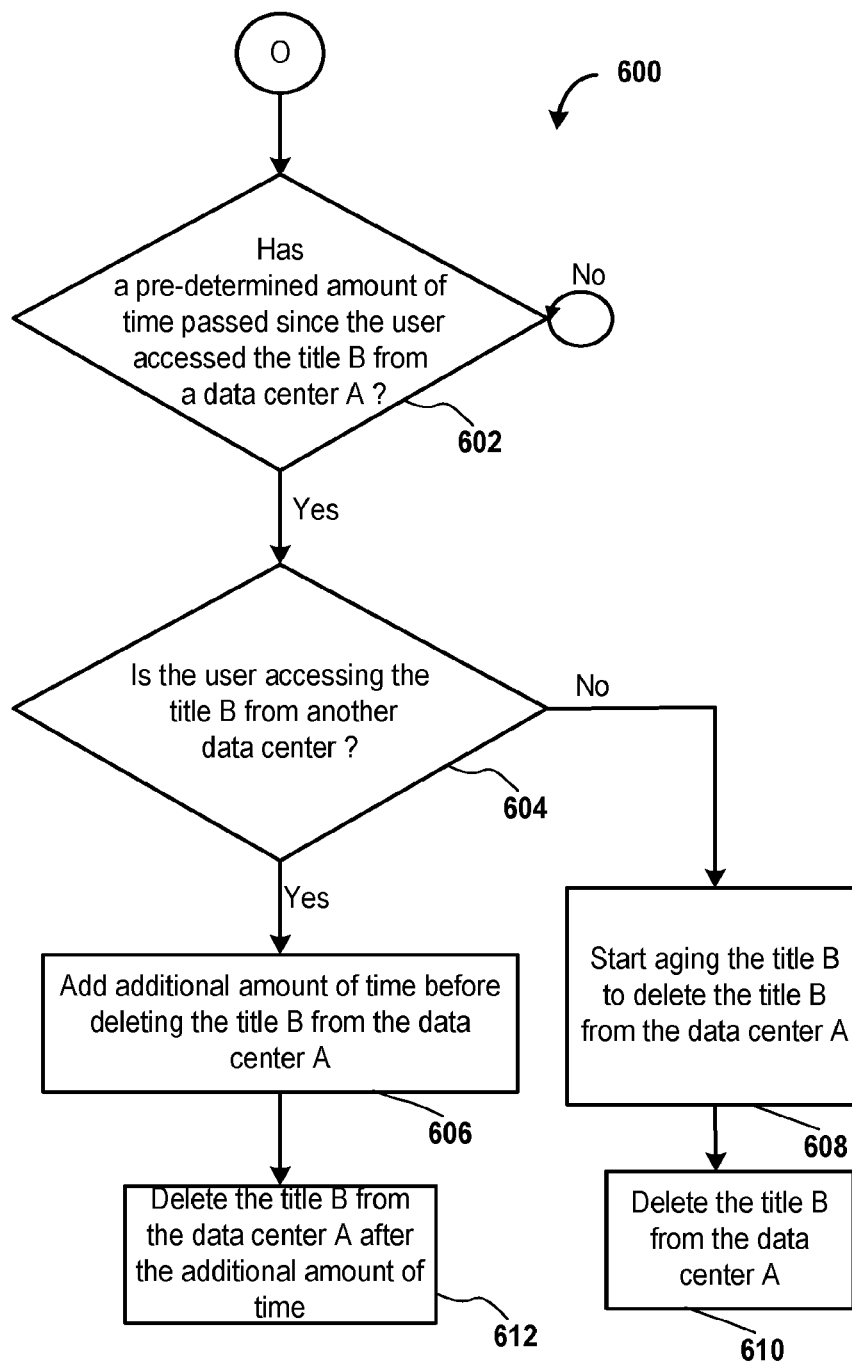 O
600
Has
a pre-determined amount of
time passed since the user
accessed the title B from
a data center A ?
No
602
Yes
Is the user accessing the
title B from another
data center ?
No
604
Yes
Add additional amount of time before
deleting the title B from the data
center A
606
Start aging the title B
to delete the title B
from the data center A
608
Delete the title B from
the data center A after
the additional amount of
time
612
Delete the title B
from the data
center A
610